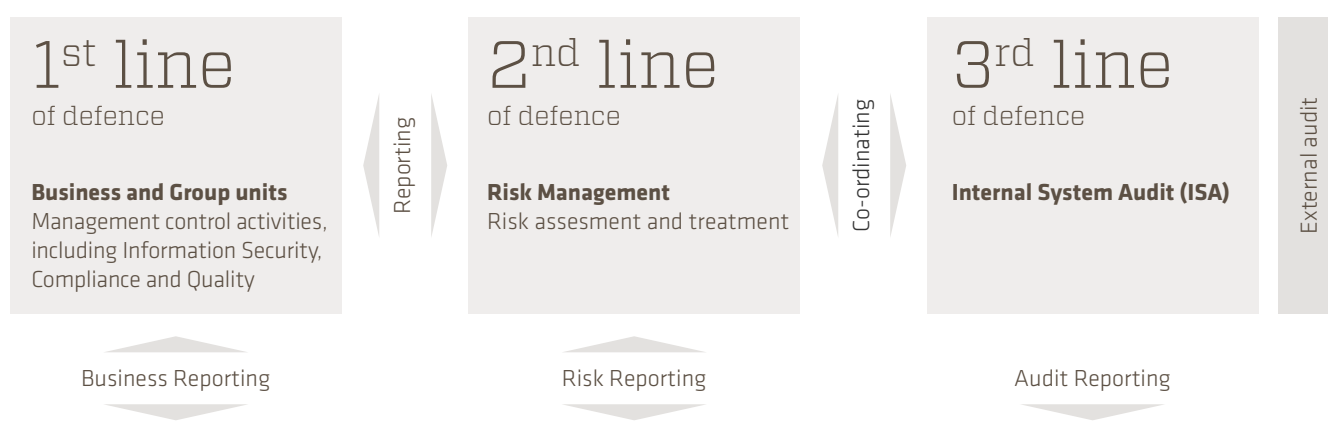 1st line
of defence
Business and Group units
Management control activities,
including Information Security,
Compliance and Quality
Reporting
2nd line
of defence
Risk Management
Risk assesment and treatment
Co-ordinating
3rd line
of defence
Internal System Audit (ISA)
External audit
Business Reporting
Risk Reporting
Audit Reporting